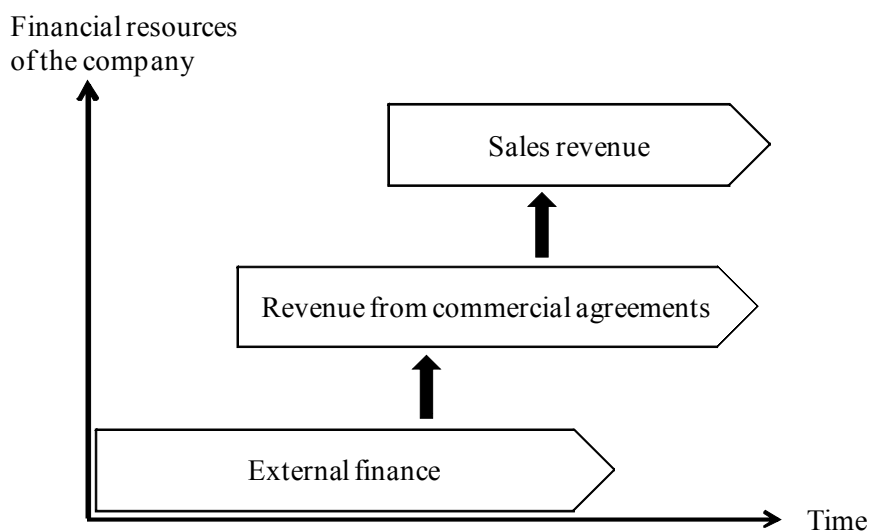 Financial resources
of the company
Sales revenue
Revenue from commercial agreements
External finance
Time